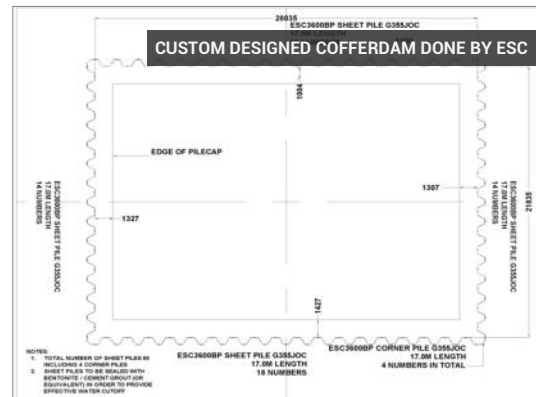 28035
ESC3600BP SHEET PILE G355JOC
17.0M LENGTH
CUSTOM DESIGNED COFFERDAM DONE BY ESC
1084
EDGE OF PILECAP
ESC3600BP SHEET PILE G355JOC
17.0M LENGTH
14 NUMBERS
1327
1307
ESC3600BP SHEET PILE G355JOC
17.0M LENGTH
14 NUMBERS
21835
1427
ESC3600BP SHEET PILE G355JOC
17.0M LENGTH
18 NUMBERS
ESC3600BP CORNER PILE G355JOC
17.0M LENGTH
4 NUMBERS IN TOTAL
NOTES:
1. TOTAL NUMBER OF SHEET PILES
INCLUDING 4 CORNER PILES
2. SHEET PILES TO BE SEALED WITH
BENTONITE / CEMENT GROUT (OR
EQUIVALENT) IN ORDER TO PROVIDE
EFFECTIVE WATER CUTOFF